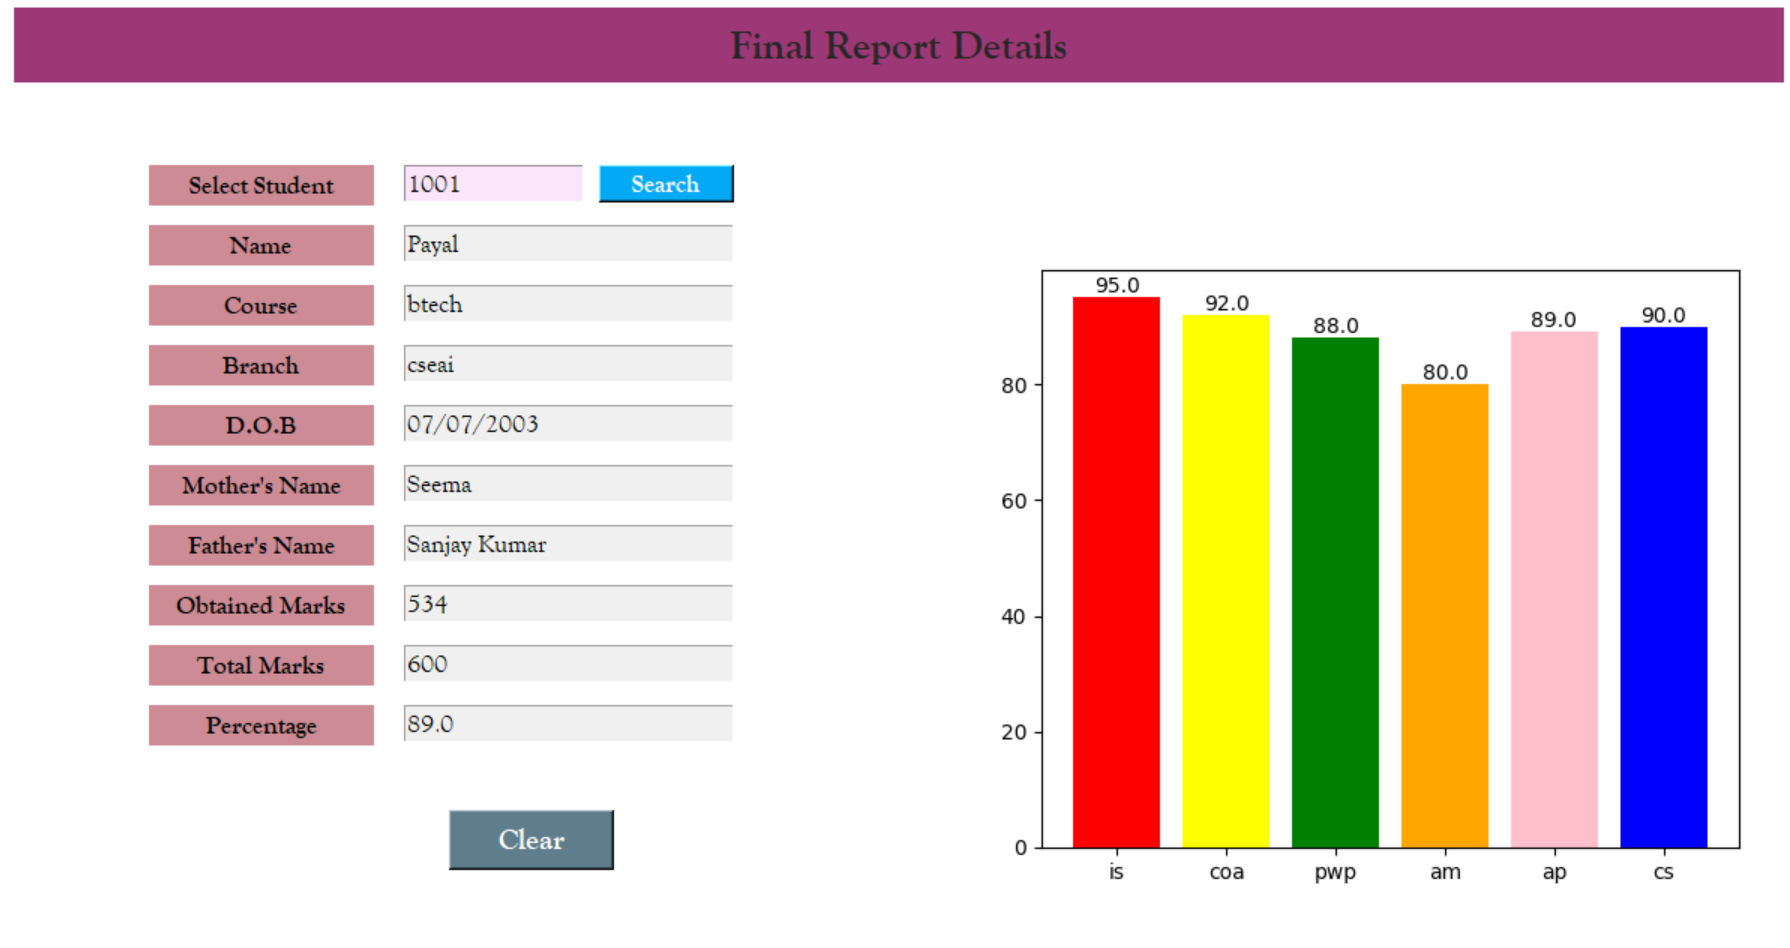 Final Report Details
Select Student 1001 Search
Name Payal
Course btech
Branch cseai
D.O.B 07/07/2003
Mother's Name Seema
Father's Name Sanjay Kumar
Obtained Marks 534
Total Marks 600
Percentage 89.0
Clear
95.0 92.0 88.0 80.0 89.0 90.0
80
60
40
20
0
is coa pwp am ap cs